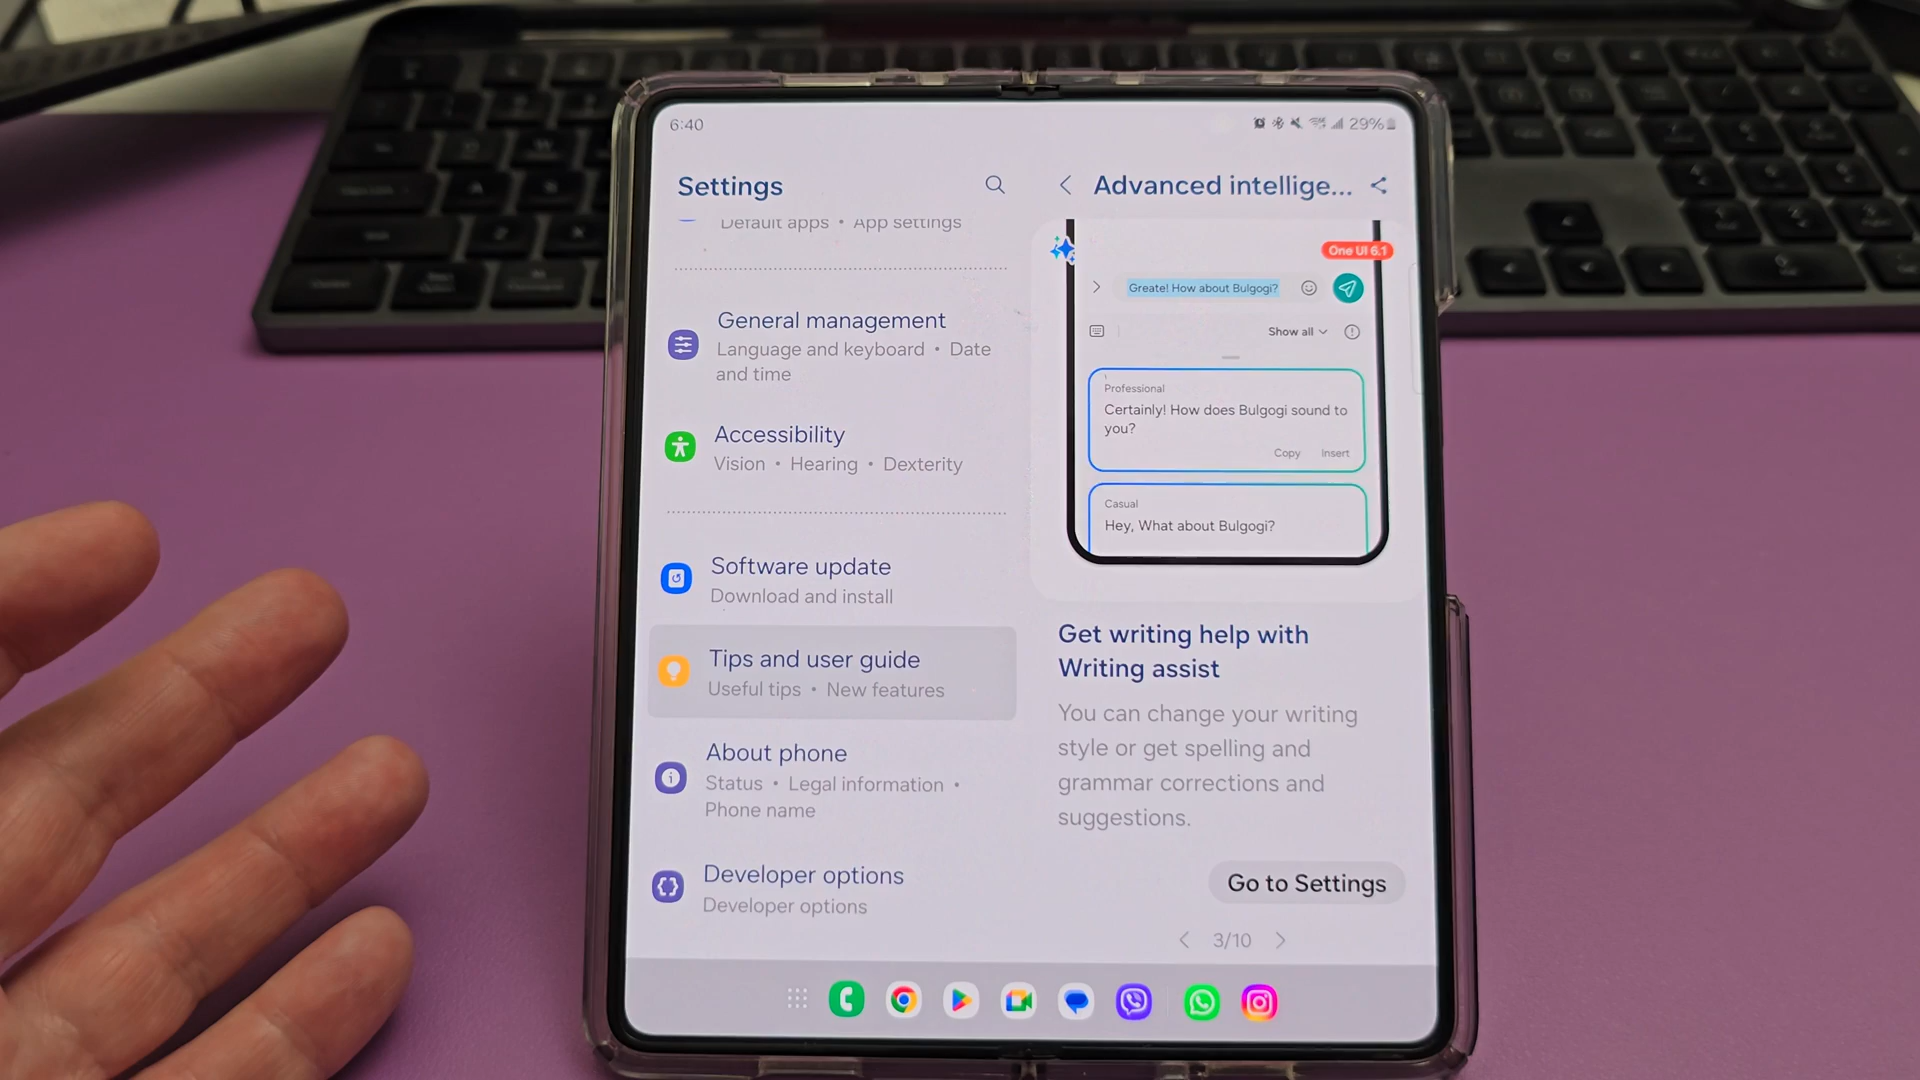 6:40
29%
Settings
Default apps • App settings
General management
Language and keyboard • Date
and time
Accessibility
Vision • Hearing • Dexterity
Software update
Download and install
Tips and user guide
Useful tips • New features
About phone
Status • Legal information •
Phone name
Developer options
Developer options
Advanced intellige...
One UI 6.1
Greate! How about Bulgogi?
Show all
Professional
Certainly! How does Bulgogi sound to
you?
Copy Insert
Casual
Hey, What about Bulgogi?
Get writing help with
Writing assist
You can change your writing
style or get spelling and
grammar corrections and
suggestions.
Go to Settings
3/10